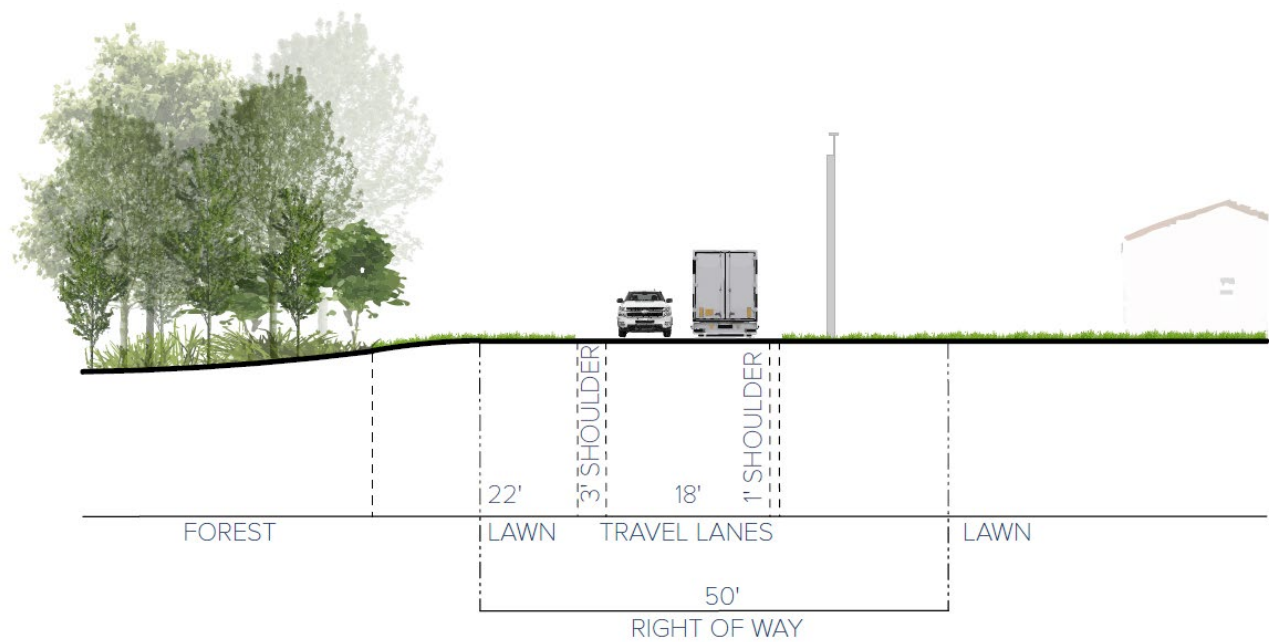 22'
3' SHOULDER
18'
1' SHOULDER
FOREST
LAWN
TRAVEL LANES
LAWN
50'
RIGHT OF WAY